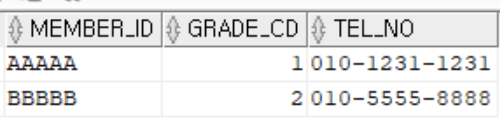 MEMBER_ID GRADE_CD TEL_NO
AAAAA 1 010-1231-1231
BBBBB 2 010-5555-8888